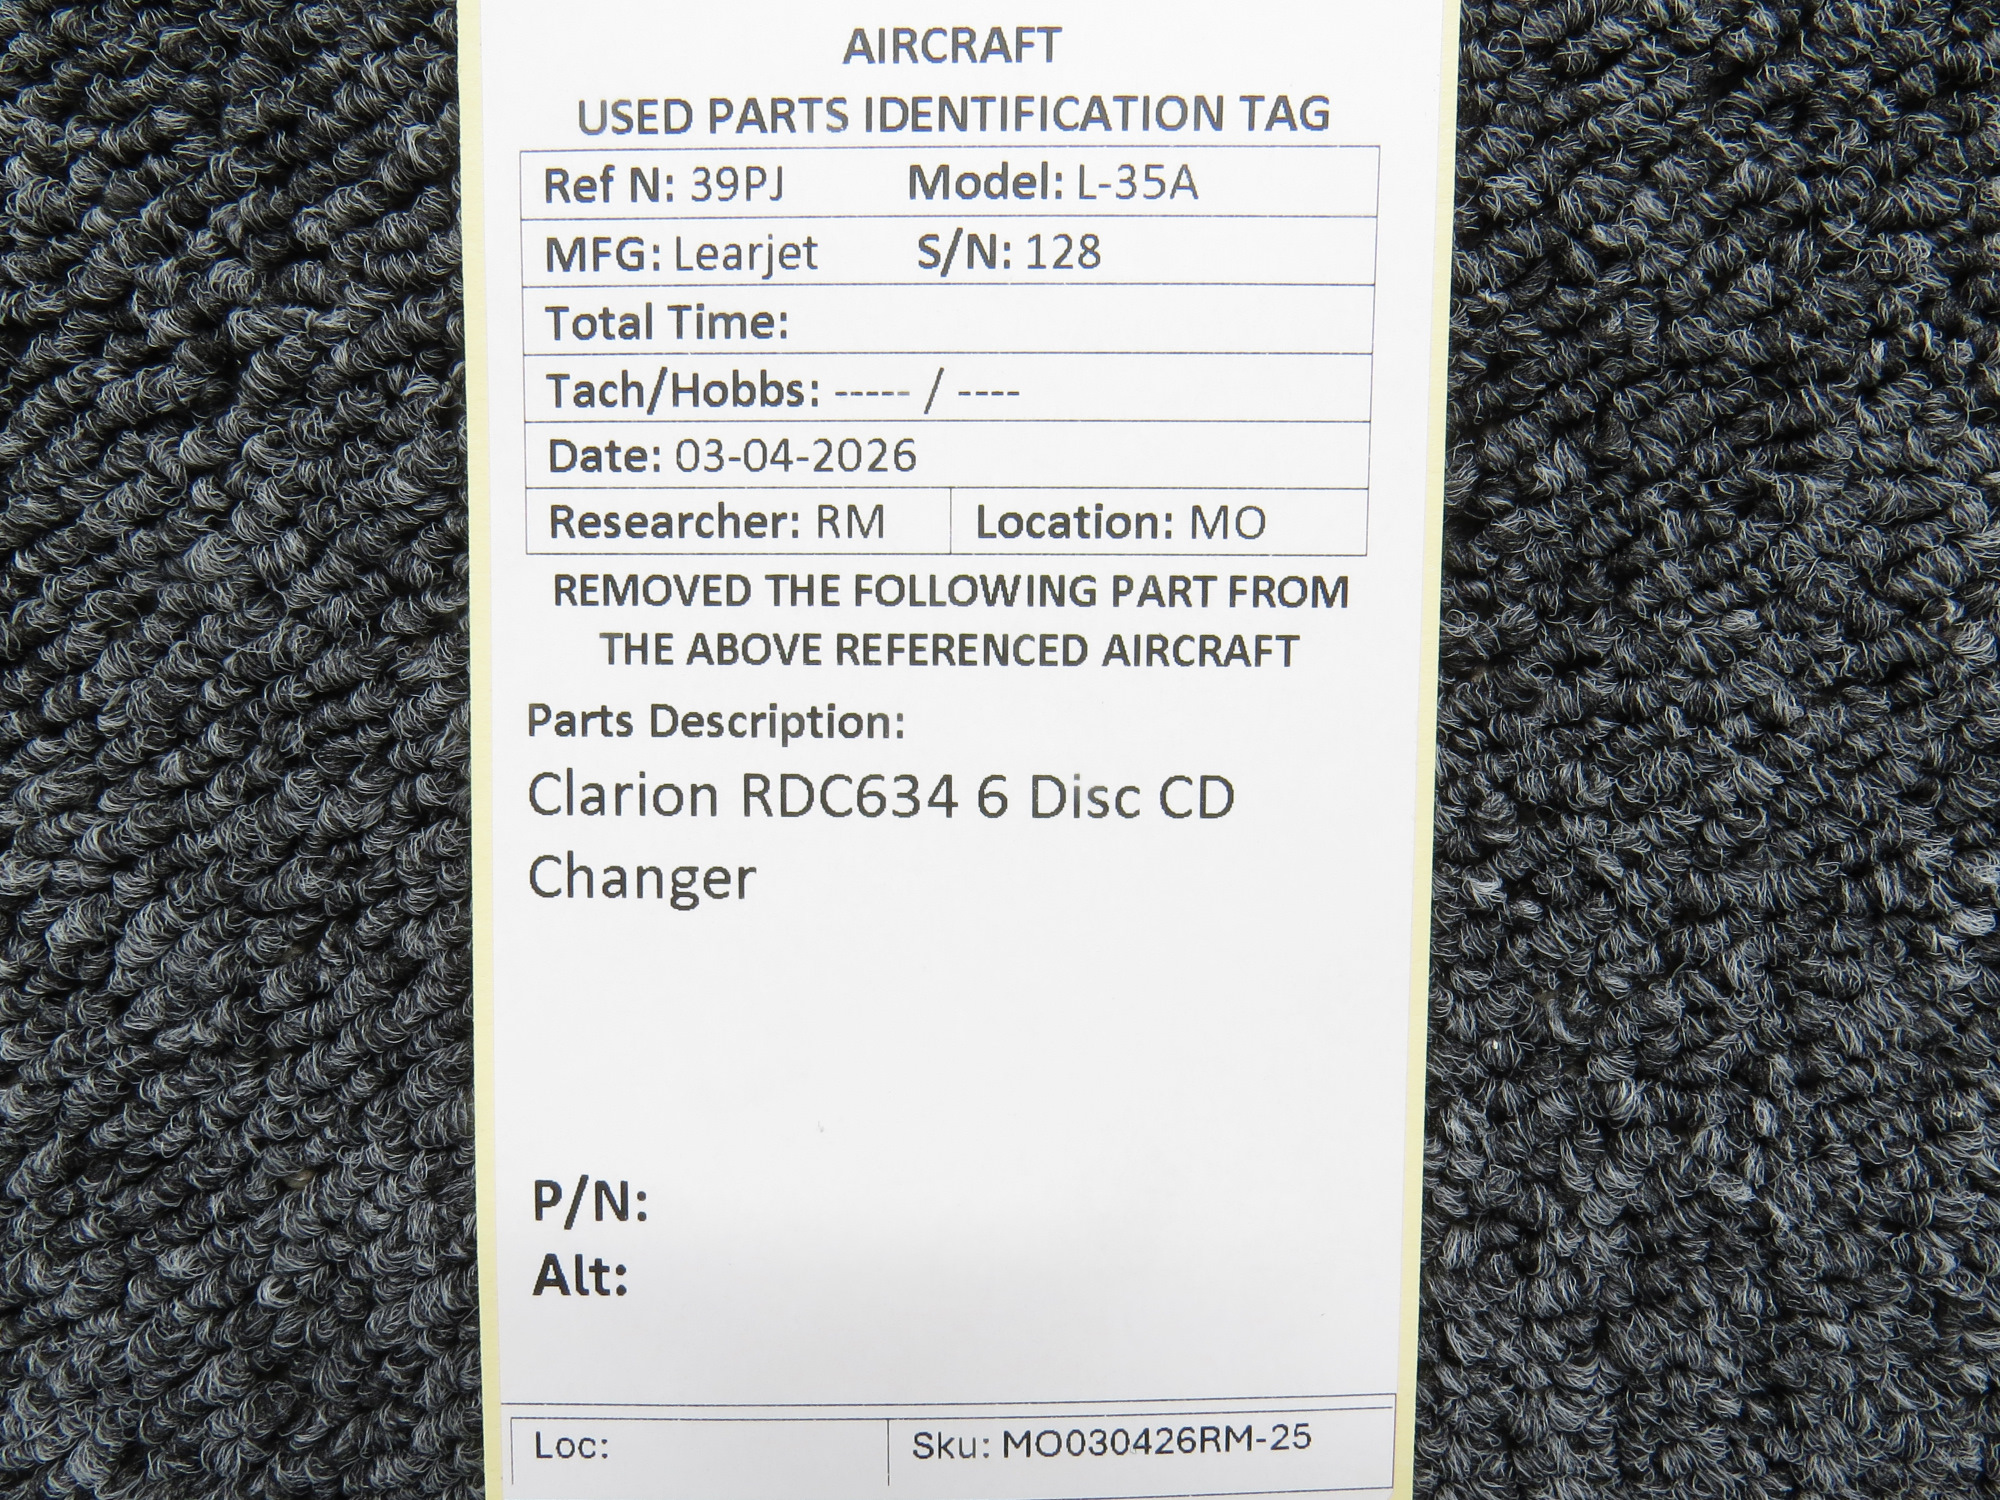 AIRCRAFT
USED PARTS IDENTIFICATION TAG
Ref N: 39PJ Model: L-35A
MFG: Learjet S/N: 128
Total Time:
Tach/Hobbs: ----- / ----
Date: 03-04-2026
Researcher: RM Location: MO
REMOVED THE FOLLOWING PART FROM
THE ABOVE REFERENCED AIRCRAFT
Parts Description:
Clarion RDC634 6 Disc CD
Changer
P/N:
Alt:
Loc: Sku: MO030426RM-25